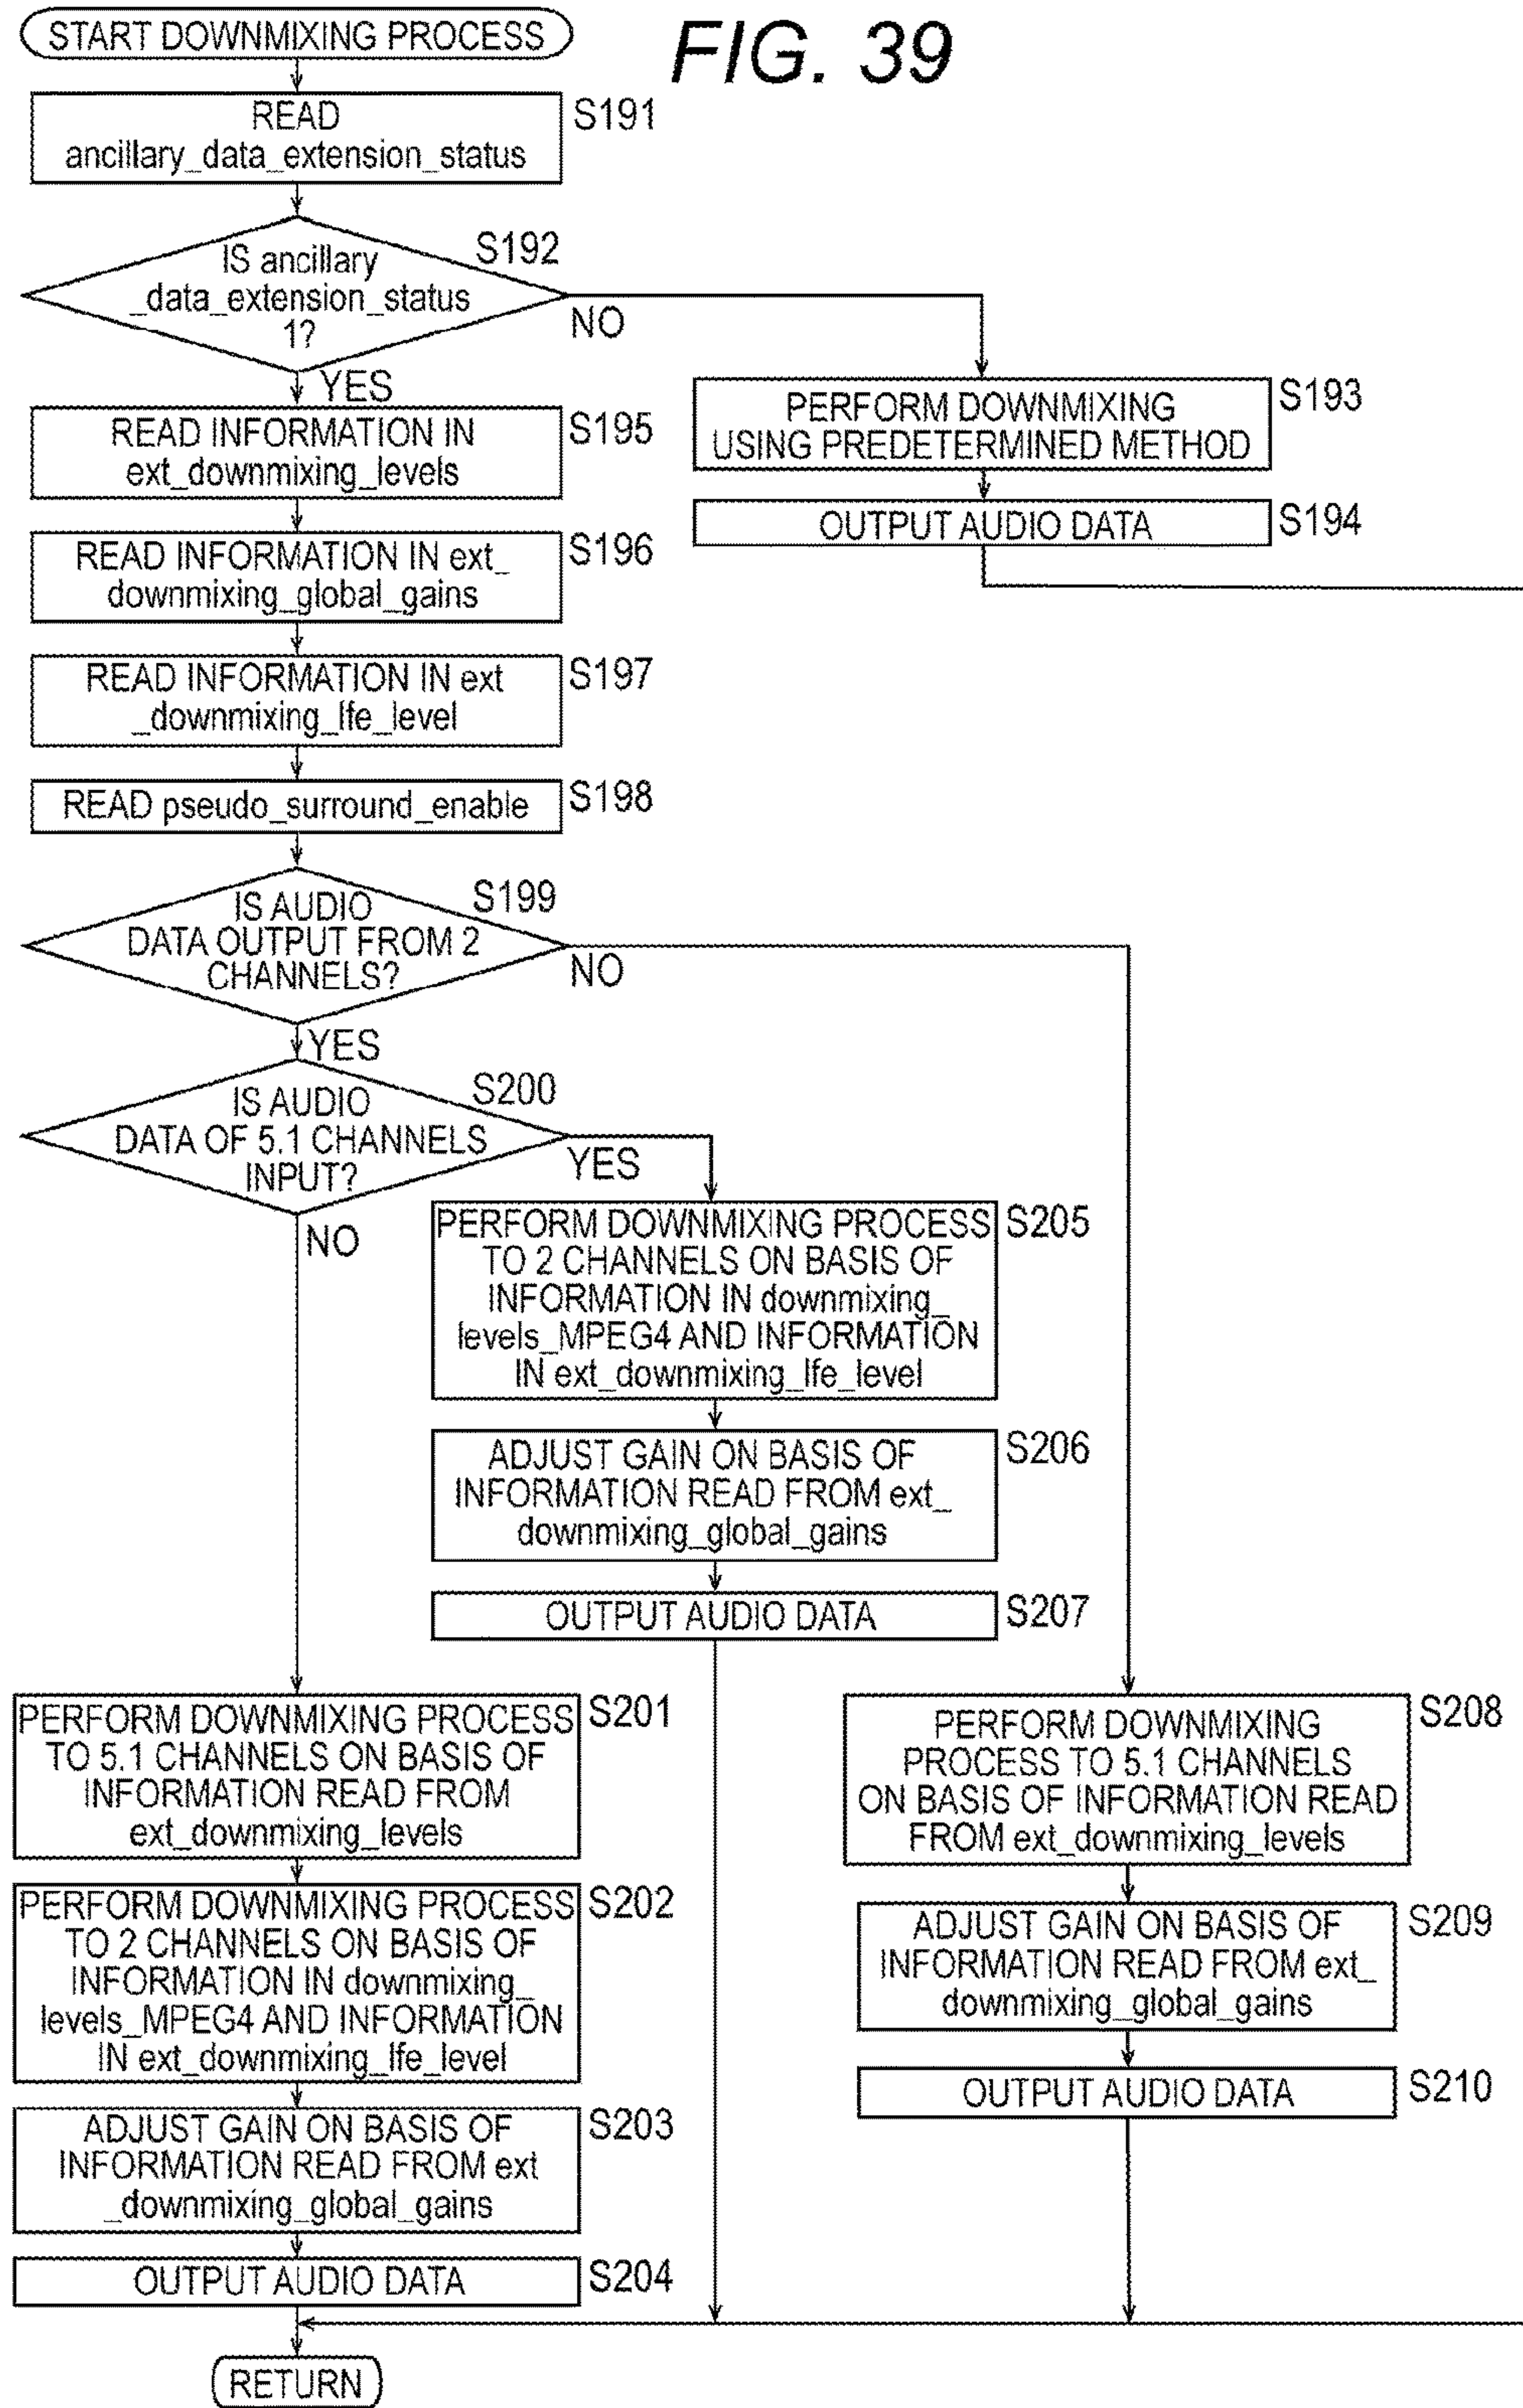 FIG. 39
START DOWNMIXING PROCESS
READ
ancillary_data_extension_status
S191
IS ancillary
_data_extension_status
1?
S192
NO
YES
PERFORM DOWNMIXING
USING PREDETERMINED METHOD
S193
OUTPUT AUDIO DATA
S194
READ INFORMATION IN
ext_downmixing_levels
S195
READ INFORMATION IN ext_
downmixing_global_gains
S196
READ INFORMATION IN ext
_downmixing_lfe_level
S197
READ pseudo_surround_enable
S198
IS AUDIO
DATA OUTPUT FROM 2
CHANNELS?
S199
NO
YES
IS AUDIO
DATA OF 5.1 CHANNELS
INPUT?
S200
YES
NO
PERFORM DOWNMIXING PROCESS
TO 2 CHANNELS ON BASIS OF
INFORMATION IN downmixing_
levels_MPEG4 AND INFORMATION
IN ext_downmixing_lfe_level
S205
ADJUST GAIN ON BASIS OF
INFORMATION READ FROM ext_
downmixing_global_gains
S206
OUTPUT AUDIO DATA
S207
PERFORM DOWNMIXING PROCESS
TO 5.1 CHANNELS ON BASIS OF
INFORMATION READ FROM
ext_downmixing_levels
S201
PERFORM DOWNMIXING PROCESS
TO 2 CHANNELS ON BASIS OF
INFORMATION IN downmixing_
levels_MPEG4 AND INFORMATION
IN ext_downmixing_lfe_level
S202
ADJUST GAIN ON BASIS OF
INFORMATION READ FROM ext
_downmixing_global_gains
S203
OUTPUT AUDIO DATA
S204
PERFORM DOWNMIXING
PROCESS TO 5.1 CHANNELS
ON BASIS OF INFORMATION READ
FROM ext_downmixing_levels
S208
ADJUST GAIN ON BASIS OF
INFORMATION READ FROM ext_
downmixing_global_gains
S209
OUTPUT AUDIO DATA
S210
RETURN